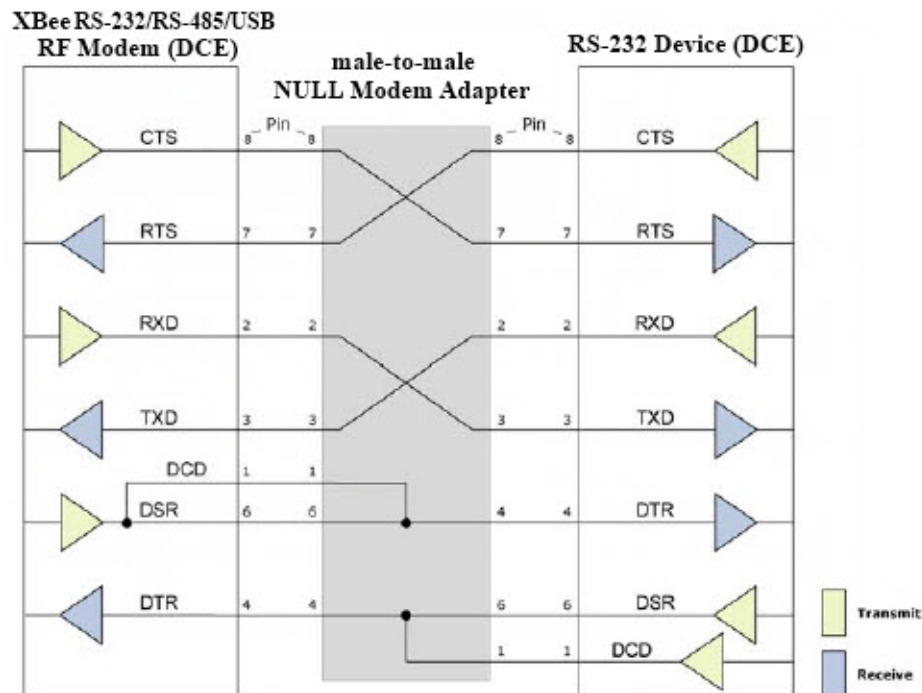 XBee RS-232/RS-485/USB
RF Modem (DCE)
male-to-male
NULL Modem Adapter
RS-232 Device (DCE)
CTS 8 Pin 8 8 Pin 8 CTS
RTS 7 7 7 7 RTS
RXD 2 2 2 2 RXD
TXD 3 3 3 3 TXD
DCD 1 1
DSR 6 6 4 4 DTR
DTR 4 4 6 6 DSR
1 1 DCD
Transmit
Receive